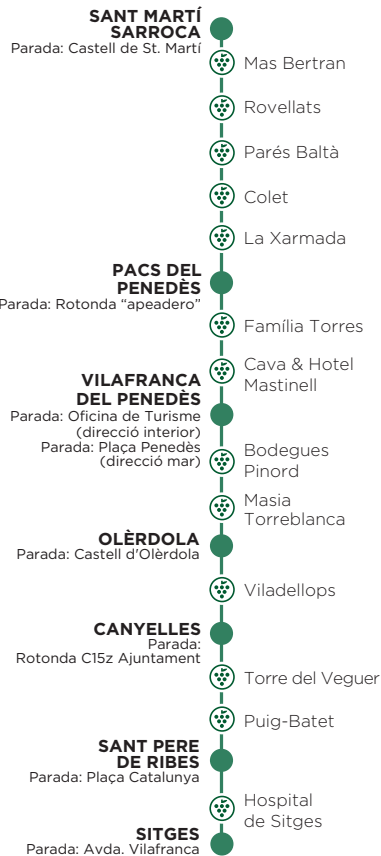 SANT MARTÍ
SARROCA
Parada: Castell de St. Martí
Mas Bertran
Rovellats
Parés Baltà
Colet
La Xarmada
PACS DEL
PENEDÈS
Parada: Rotonda “apeadero”
Família Torres
Cava & Hotel
Mastinell
VILAFRANCA
DEL PENEDÈS
Parada: Oficina de Turisme
(direcció interior)
Parada: Plaça Penedès
(direcció mar)
Bodegues
Pinord
Masia
Torreblanca
OLÈRDOLA
Parada: Castell d'Olèrdola
Viladellops
CANYELLES
Parada:
Rotonda C15z Ajuntament
Torre del Veguer
Puig-Batet
SANT PERE
DE RIBES
Parada: Plaça Catalunya
Hospital
de Sitges
SITGES
Parada: Avda. Vilafranca